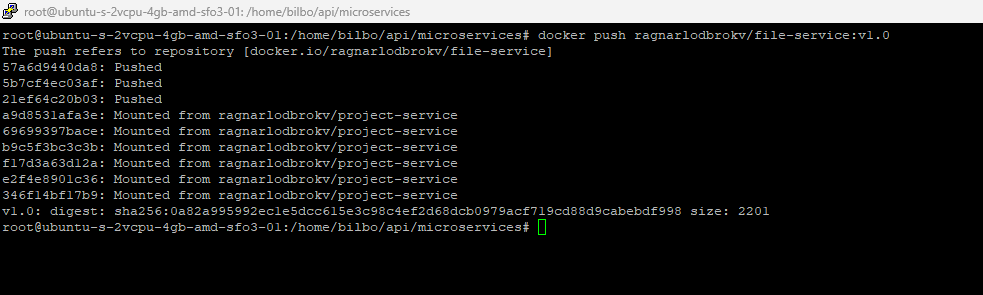 root@ubuntu-s-2vcpu-4gb-amd-sfo3-01: /home/bilbo/api/microservices
root@ubuntu-s-2vcpu-4gb-amd-sfo3-01:/home/bilbo/api/microservices# docker push ragnarlodbrokv/file-service:v1.0
The push refers to repository [docker.io/ragnarlodbrokv/file-service]
57a6d9440da8: Pushed
5b7cf4ec03af: Pushed
21ef64c20b03: Pushed
a9d8531afa3e: Mounted from ragnarlodbrokv/project-service
69699397bace: Mounted from ragnarlodbrokv/project-service
b9c5f3bc3c3b: Mounted from ragnarlodbrokv/project-service
f17d3a63d12a: Mounted from ragnarlodbrokv/project-service
e2f4e8901c36: Mounted from ragnarlodbrokv/project-service
346f14bf17b9: Mounted from ragnarlodbrokv/project-service
v1.0: digest: sha256:0a82a995992ec1e5dcc615e3c98c4ef2d68dcb0979acf719cd88d9cabebdf998 size: 2201
root@ubuntu-s-2vcpu-4gb-amd-sfo3-01:/home/bilbo/api/microservices#